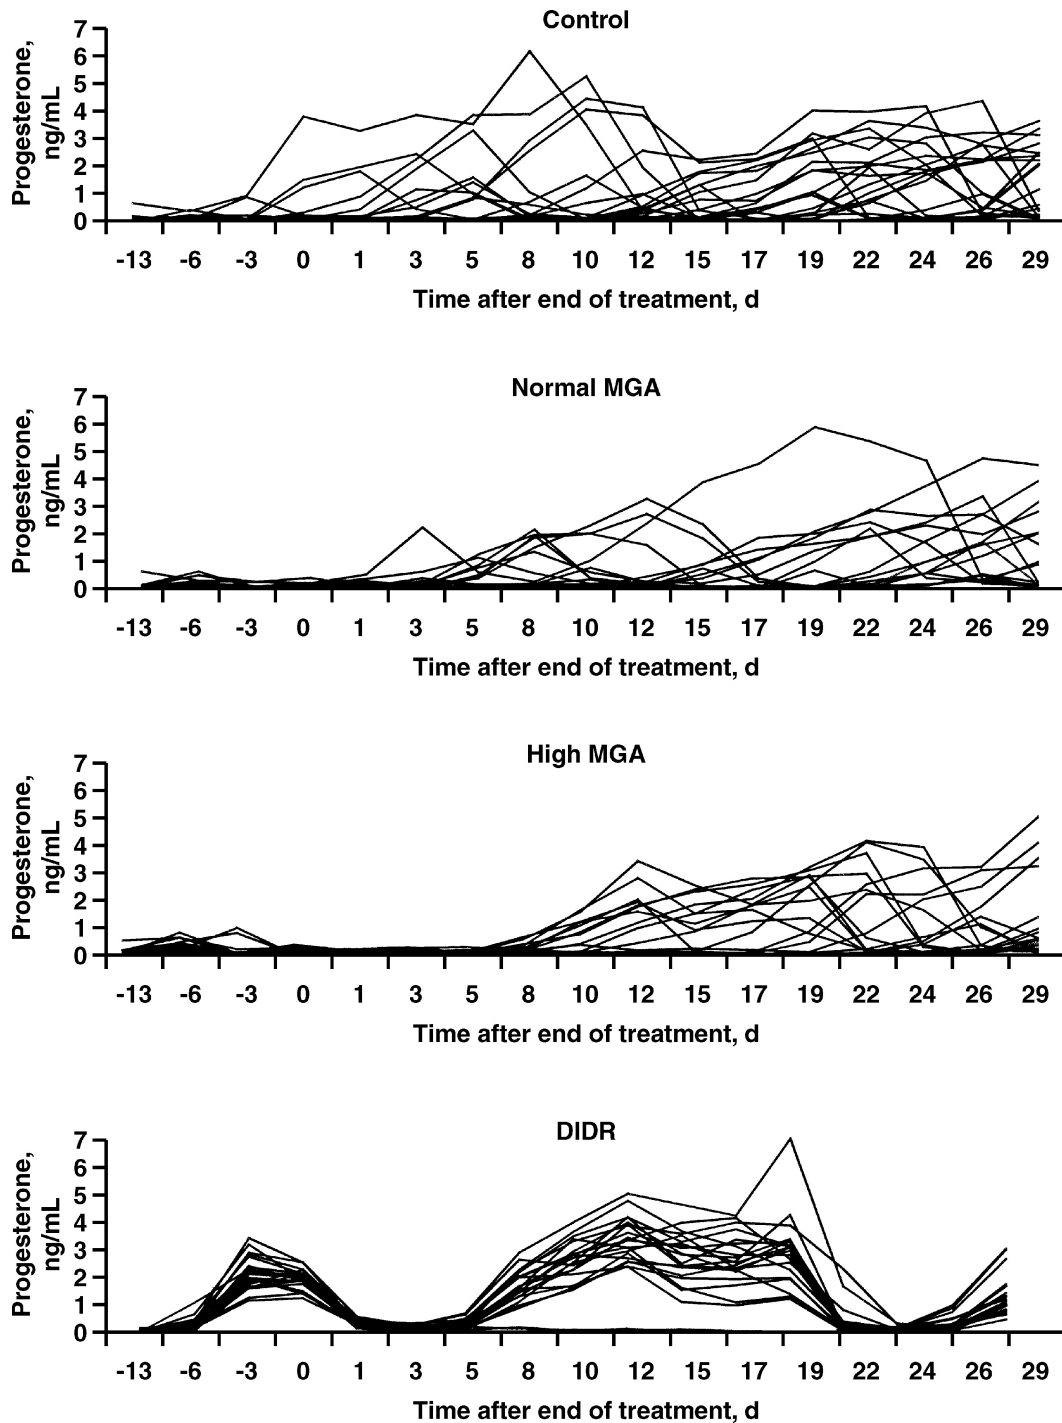 Control
Progesterone,
ng/mL
7
6
5
4
3
2
1
0
-13 -6 -3 0 1 3 5 8 10 12 15 17 19 22 24 26 29
Time after end of treatment, d
Normal MGA
Progesterone,
ng/mL
7
6
5
4
3
2
1
0
-13 -6 -3 0 1 3 5 8 10 12 15 17 19 22 24 26 29
Time after end of treatment, d
High MGA
Progesterone,
ng/mL
7
6
5
4
3
2
1
0
-13 -6 -3 0 1 3 5 8 10 12 15 17 19 22 24 26 29
Time after end of treatment, d
DIDR
Progesterone,
ng/mL
7
6
5
4
3
2
1
0
-13 -6 -3 0 1 3 5 8 10 12 15 17 19 22 24 26 29
Time after end of treatment, d